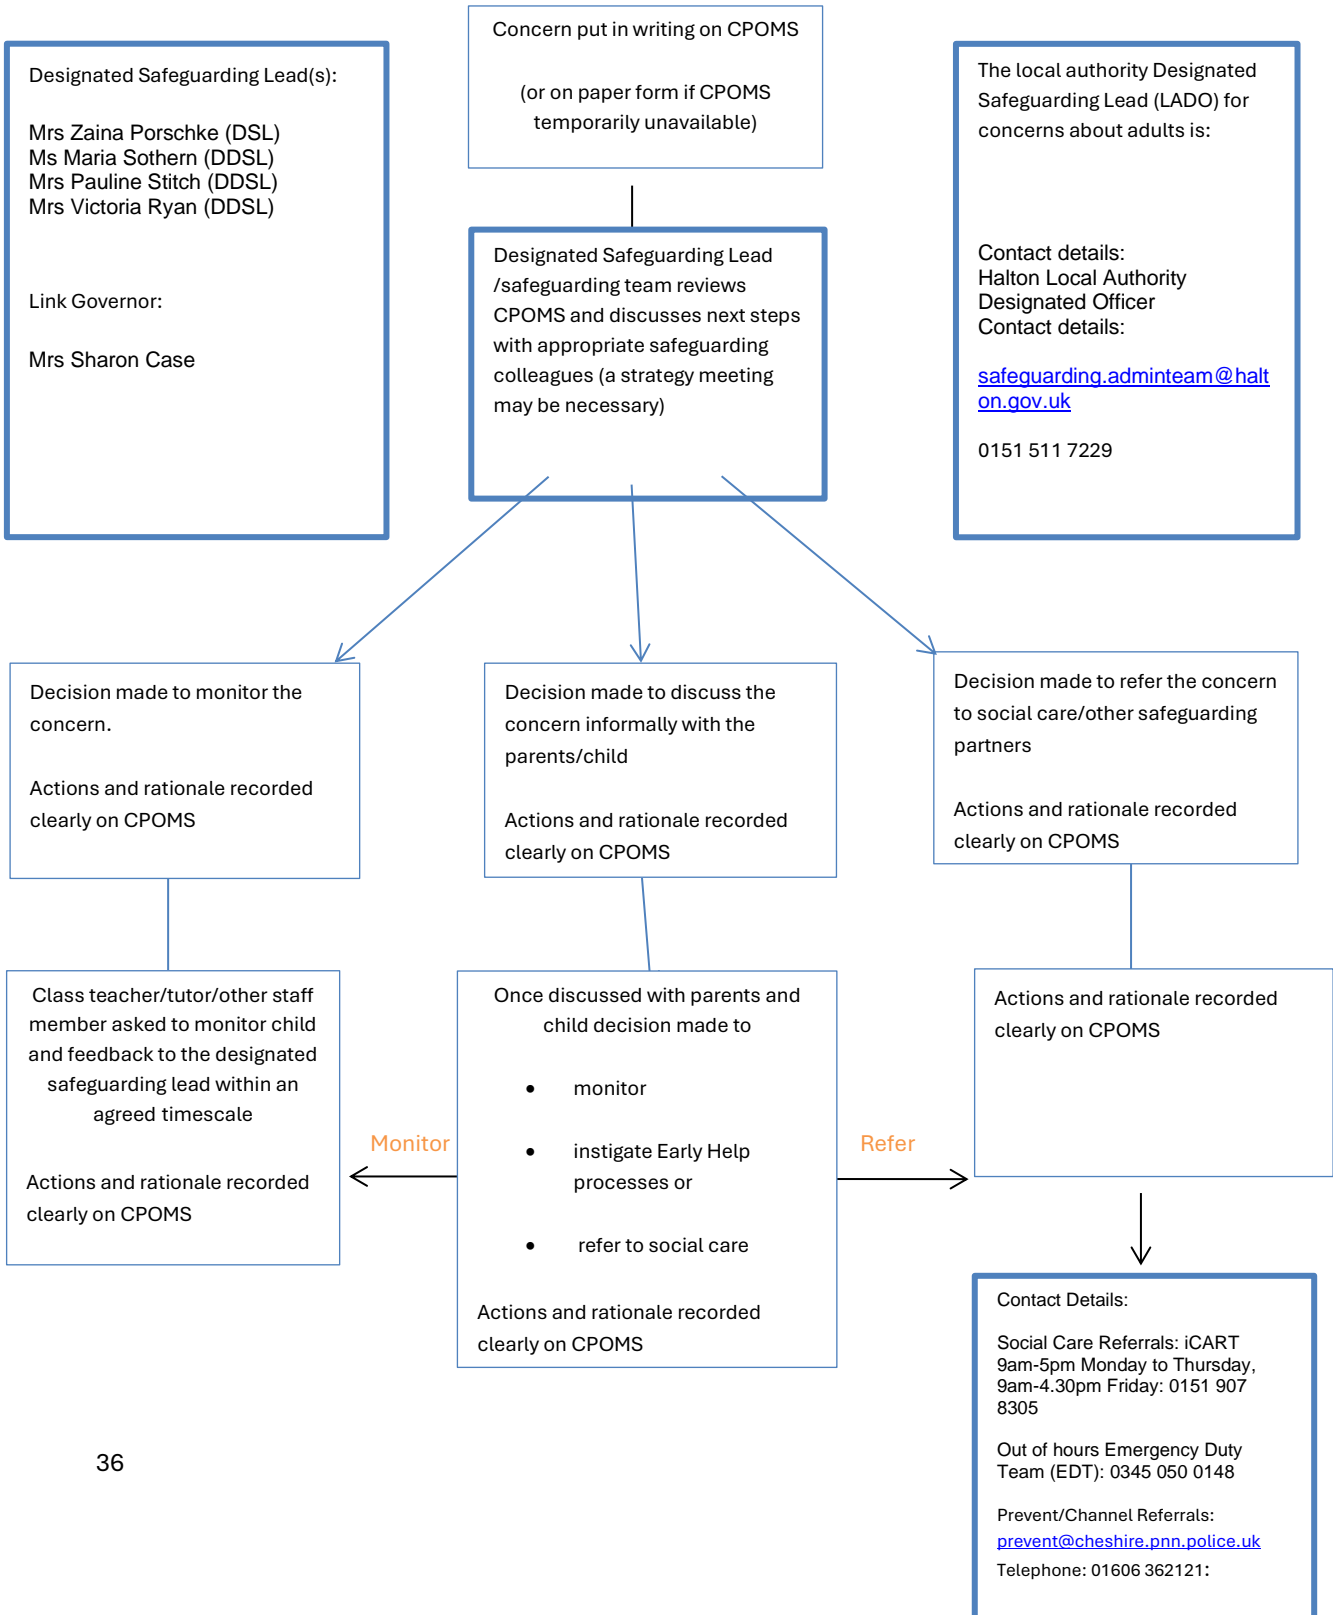 Concern put in writing on CPOMS
(or on paper form if CPOMS
temporarily unavailable)
Designated Safeguarding Lead(s):
Mrs Zaina Porschke (DSL)
Ms Maria Sothern (DDSL)
Mrs Pauline Stitch (DDSL)
Mrs Victoria Ryan (DDSL)
Link Governor:
Mrs Sharon Case
The local authority Designated
Safeguarding Lead (LADO) for
concerns about adults is:
Contact details:
Halton Local Authority
Designated Officer
Contact details:
safeguarding.adminteam@halt
on.gov.uk
0151 511 7229
Designated Safeguarding Lead
/safeguarding team reviews
CPOMS and discusses next steps
with appropriate safeguarding
colleagues (a strategy meeting
may be necessary)
Decision made to monitor the
concern.
Actions and rationale recorded
clearly on CPOMS
Decision made to discuss the
concern informally with the
parents/child
Actions and rationale recorded
clearly on CPOMS
Decision made to refer the concern
to social care/other safeguarding
partners
Actions and rationale recorded
clearly on CPOMS
Class teacher/tutor/other staff
member asked to monitor child
and feedback to the designated
safeguarding lead within an
agreed timescale
Actions and rationale recorded
clearly on CPOMS
Monitor
Once discussed with parents and
child decision made to
• monitor
• instigate Early Help
processes or
• refer to social care
Actions and rationale recorded
clearly on CPOMS
Refer
Actions and rationale recorded
clearly on CPOMS
Contact Details:
Social Care Referrals: iCART
9am-5pm Monday to Thursday,
9am-4.30pm Friday: 0151 907
8305
Out of hours Emergency Duty
Team (EDT): 0345 050 0148
Prevent/Channel Referrals:
prevent@cheshire.pnn.police.uk
Telephone: 01606 362121:
36